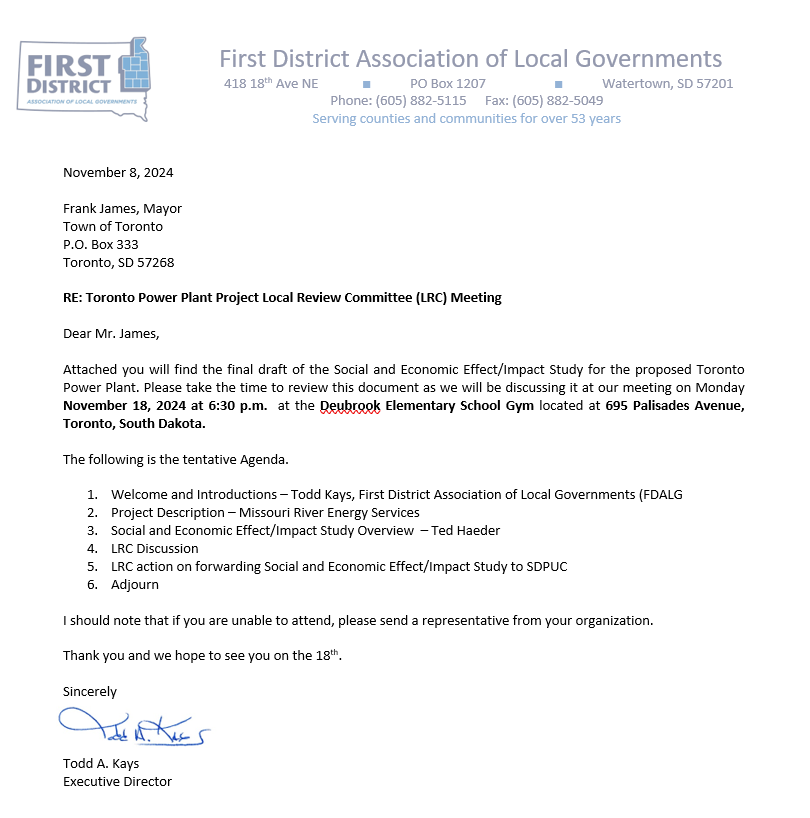 FIRST
DISTRICT
ASSOCIATION OF LOCAL GOVERNMENTS
First District Association of Local Governments
418 18th Ave NE ■ PO Box 1207 ■ Watertown, SD 57201
Phone: (605) 882-5115 Fax: (605) 882-5049
Serving counties and communities for over 53 years
November 8, 2024
Frank James, Mayor
Town of Toronto
P.O. Box 333
Toronto, SD 57268
RE: Toronto Power Plant Project Local Review Committee (LRC) Meeting
Dear Mr. James,
Attached you will find the final draft of the Social and Economic Effect/Impact Study for the proposed Toronto
Power Plant. Please take the time to review this document as we will be discussing it at our meeting on Monday
November 18, 2024 at 6:30 p.m. at the Deubrook Elementary School Gym located at 695 Palisades Avenue,
Toronto, South Dakota.
The following is the tentative Agenda.
1. Welcome and Introductions – Todd Kays, First District Association of Local Governments (FDALG
2. Project Description – Missouri River Energy Services
3. Social and Economic Effect/Impact Study Overview – Ted Haeder
4. LRC Discussion
5. LRC action on forwarding Social and Economic Effect/Impact Study to SDPUC
6. Adjourn
I should note that if you are unable to attend, please send a representative from your organization.
Thank you and we hope to see you on the 18th.
Sincerely
Todd A. Kays
Todd A. Kays
Executive Director